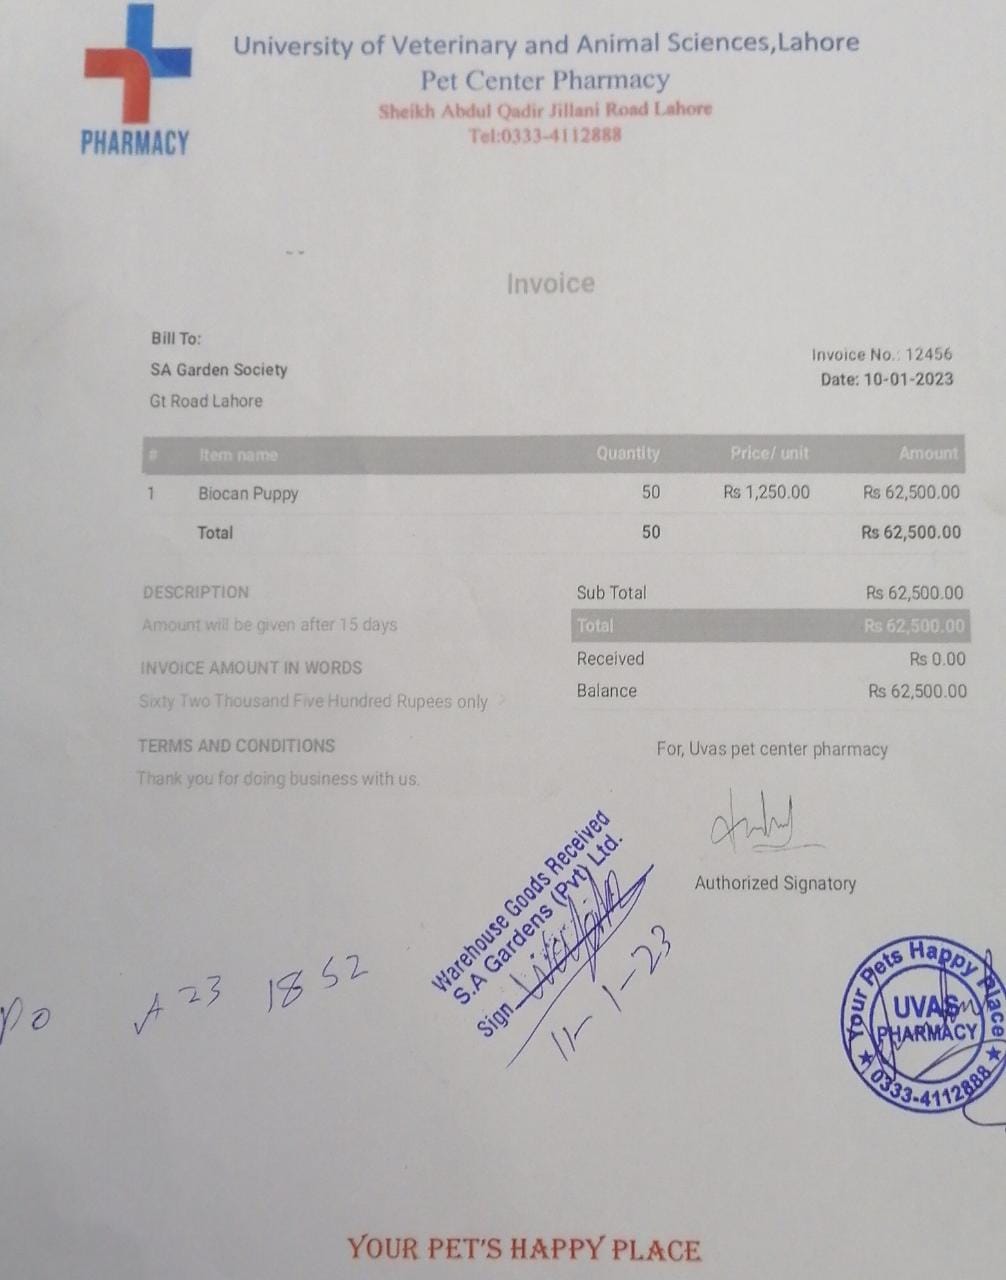 PHARMACY
University of Veterinary and Animal Sciences,Lahore
Pet Center Pharmacy
Sheikh Abdul Qadir Jillani Road Lahore
Tel:0333-4112888
Invoice
Bill To:
SA Garden Society
Gt Road Lahore
Invoice No.: 12456
Date: 10-01-2023
# Item name Quantity Price/ unit Amount
1 Biocan Puppy 50 Rs 1,250.00 Rs 62,500.00
Total 50 Rs 62,500.00
DESCRIPTION
Amount will be given after 15 days
INVOICE AMOUNT IN WORDS
Sixty Two Thousand Five Hundred Rupees only
TERMS AND CONDITIONS
Thank you for doing business with us.
Sub Total Rs 62,500.00
Total Rs 62,500.00
Received Rs 0.00
Balance Rs 62,500.00
For, Uvas pet center pharmacy
Authorized Signatory
Warehouse Goods Received
S.A Gardens (Pvt) Ltd.
Sign
11-1-23
PO A 23 1852
Your Pets Happy Place
UVAS
PHARMACY
0333-4112888
YOUR PET'S HAPPY PLACE